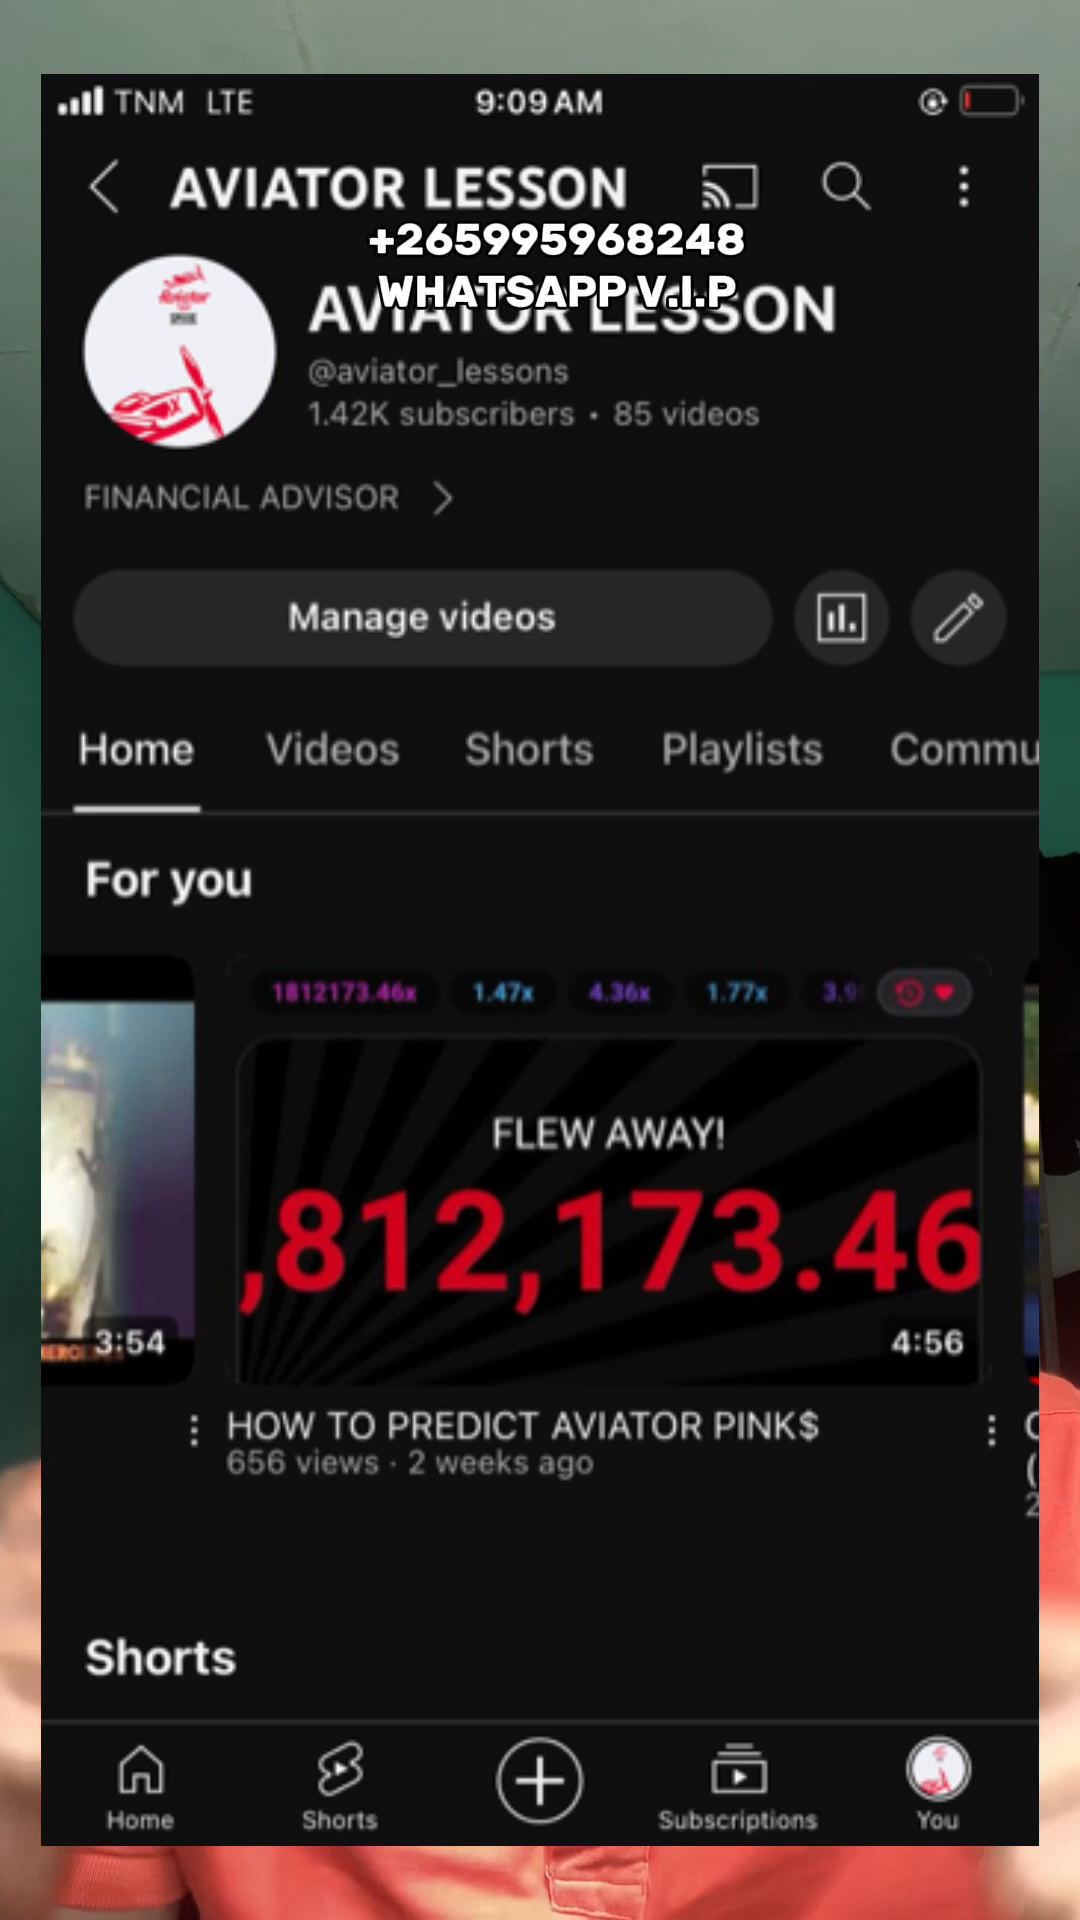 TNM LTE 9:09 AM
AVIATOR LESSON
+265995968248
WHATSAPP V.I.P
AVIATOR LESSON
@aviator_lessons
1.42K subscribers • 85 videos
FINANCIAL ADVISOR
Manage videos
Home Videos Shorts Playlists Commu
For you
1812173.46x 1.47x 4.36x 1.77x 3.9
FLEW AWAY!
,812,173.46
3:54 4:56
HOW TO PREDICT AVIATOR PINK$
656 views · 2 weeks ago
Shorts
Home Shorts Subscriptions You